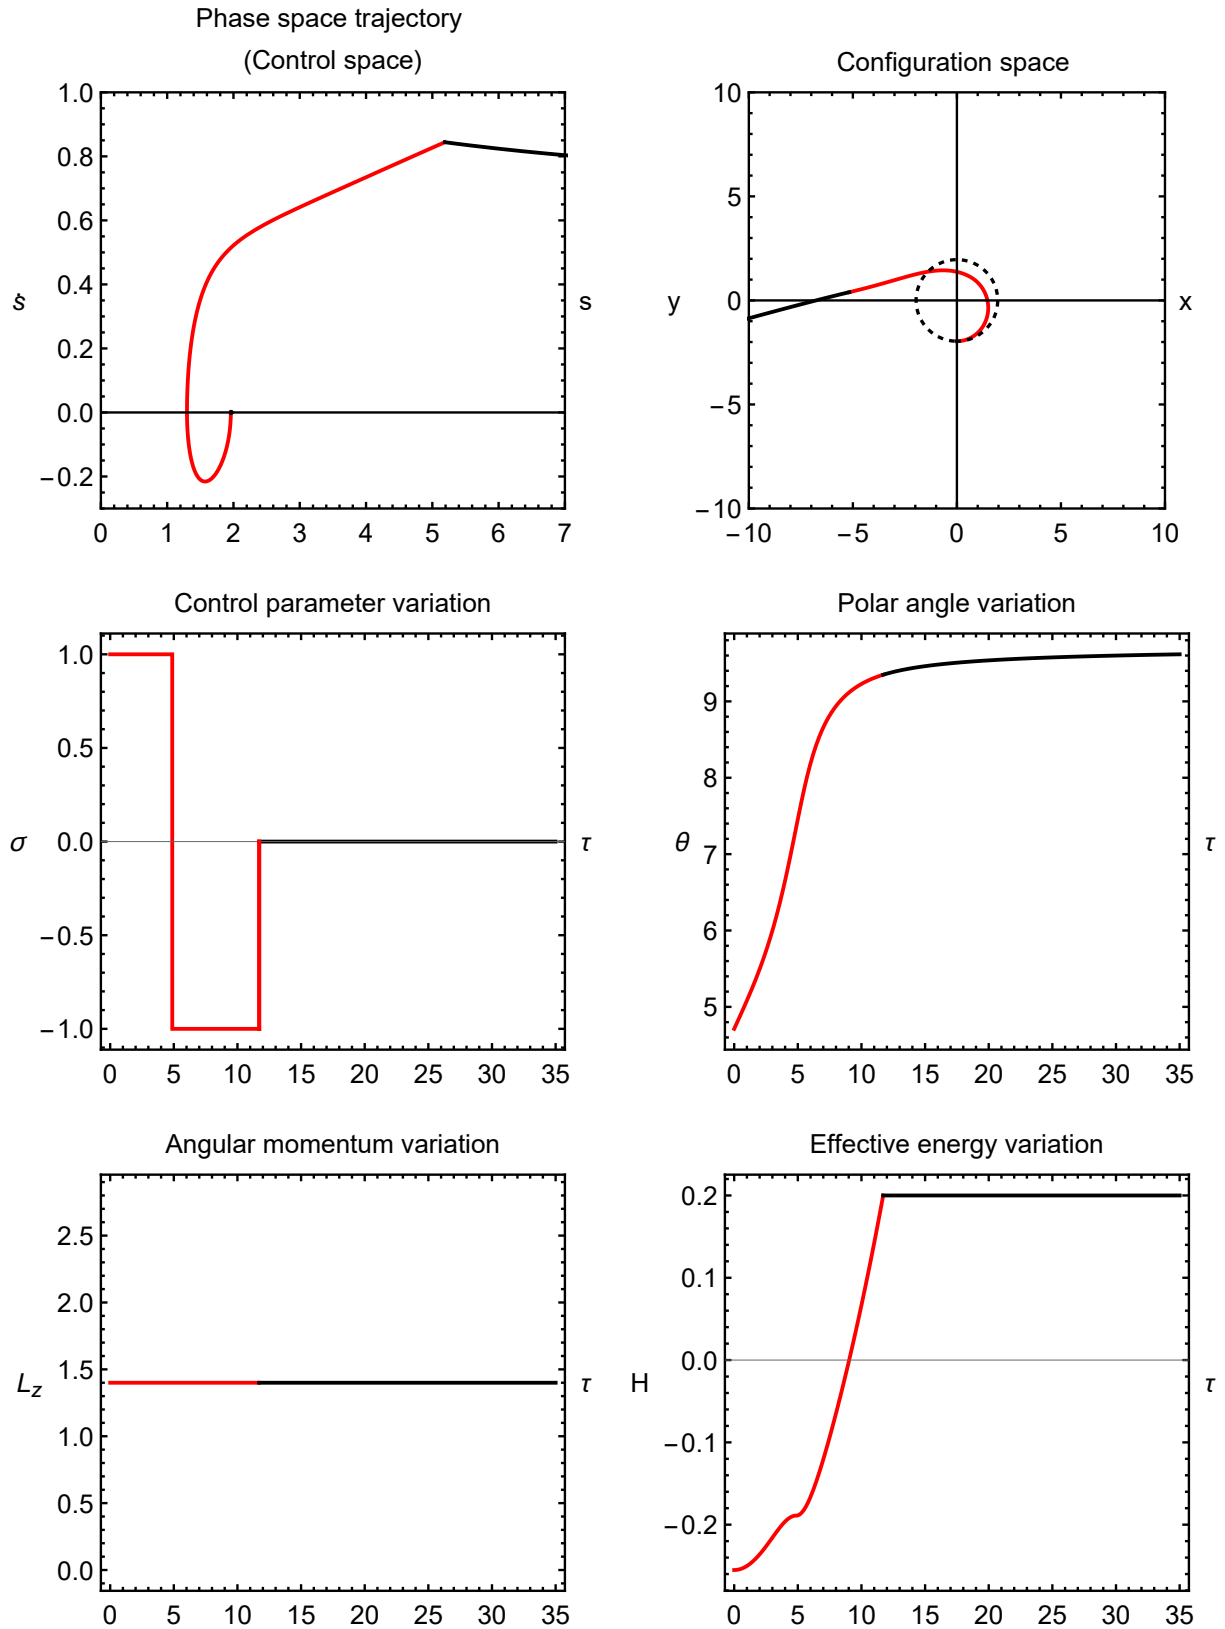 Phase space trajectory
(Control space)
1.0
0.8
0.6
0.4
0.2
0.0
−0.2
ṡ
s
0 1 2 3 4 5 6 7
Configuration space
10
5
0
−5
−10
y
x
−10 −5 0 5 10
Control parameter variation
1.0
0.5
0.0
−0.5
−1.0
σ
τ
0 5 10 15 20 25 30 35
Polar angle variation
9
8
7
6
5
θ
τ
0 5 10 15 20 25 30 35
Angular momentum variation
2.5
2.0
1.5
1.0
0.5
0.0
L_z
τ
0 5 10 15 20 25 30 35
Effective energy variation
0.2
0.1
0.0
−0.1
−0.2
H
τ
0 5 10 15 20 25 30 35